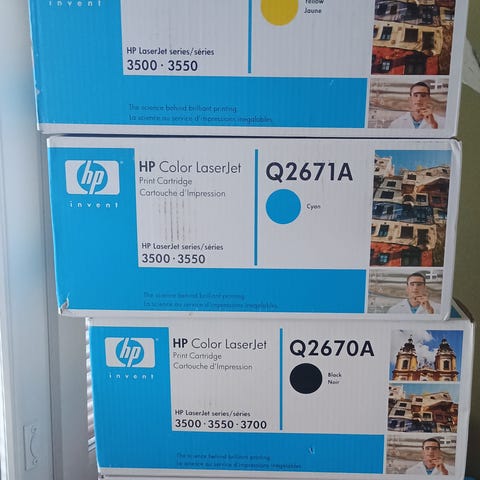 invent
Yellow
Jaune
HP LaserJet series/séries
3500 · 3550
The science behind brilliant printing.
La science au service d'impressions inégalables.
hp
invent
HP Color LaserJet
Print Cartridge
Cartouche d'Impression
Q2671A
Cyan
HP LaserJet series/séries
3500 · 3550
The science behind brilliant printing.
La science au service d'impressions inégalables.
hp
invent
HP Color LaserJet
Print Cartridge
Cartouche d'Impression
Q2670A
Black
Noir
HP LaserJet series/séries
3500 · 3550 · 3700
The science behind brilliant printing.
La science au service d'impressions inégalables.